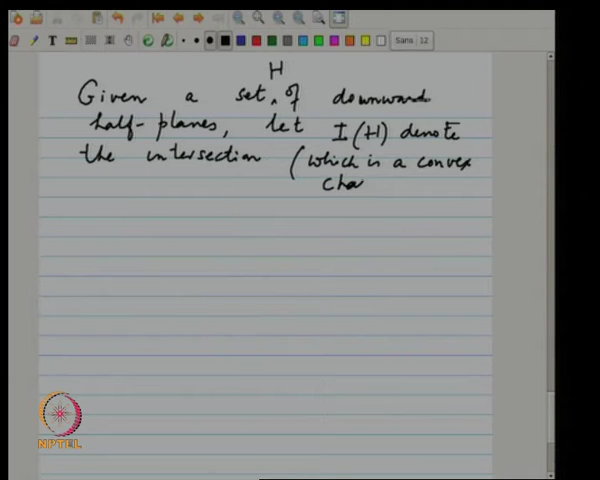 Sans 12
H
Given a set ‸ of downward
half-planes, let I(H) denote
the intersection (which is a convex
cha
NPTEL